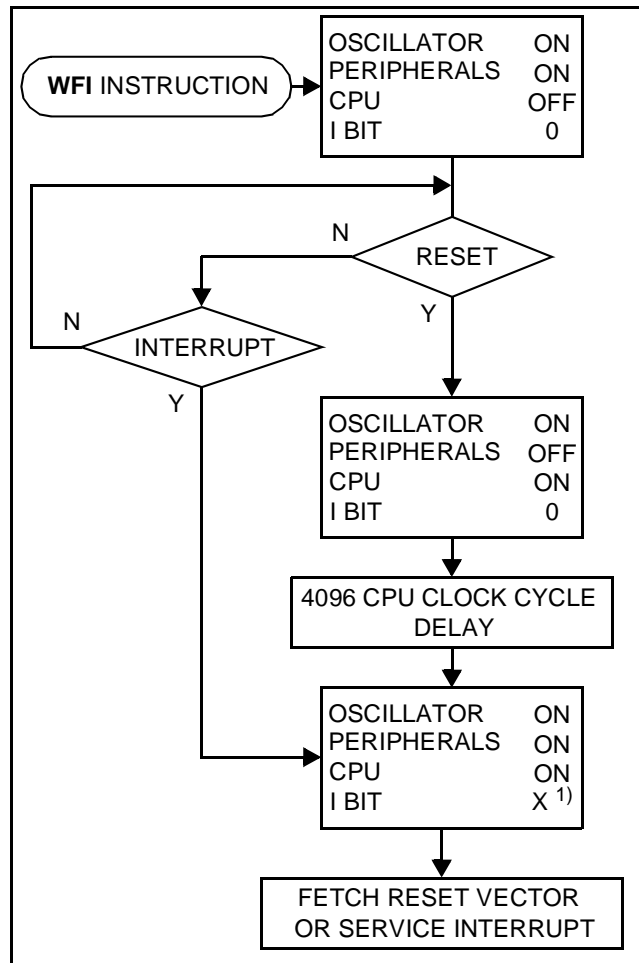 WFI INSTRUCTION
OSCILLATOR ON
PERIPHERALS ON
CPU OFF
I BIT 0
N
RESET
Y
N
INTERRUPT
Y
OSCILLATOR ON
PERIPHERALS OFF
CPU ON
I BIT 0
4096 CPU CLOCK CYCLE
DELAY
OSCILLATOR ON
PERIPHERALS ON
CPU ON
I BIT X 1)
FETCH RESET VECTOR
OR SERVICE INTERRUPT